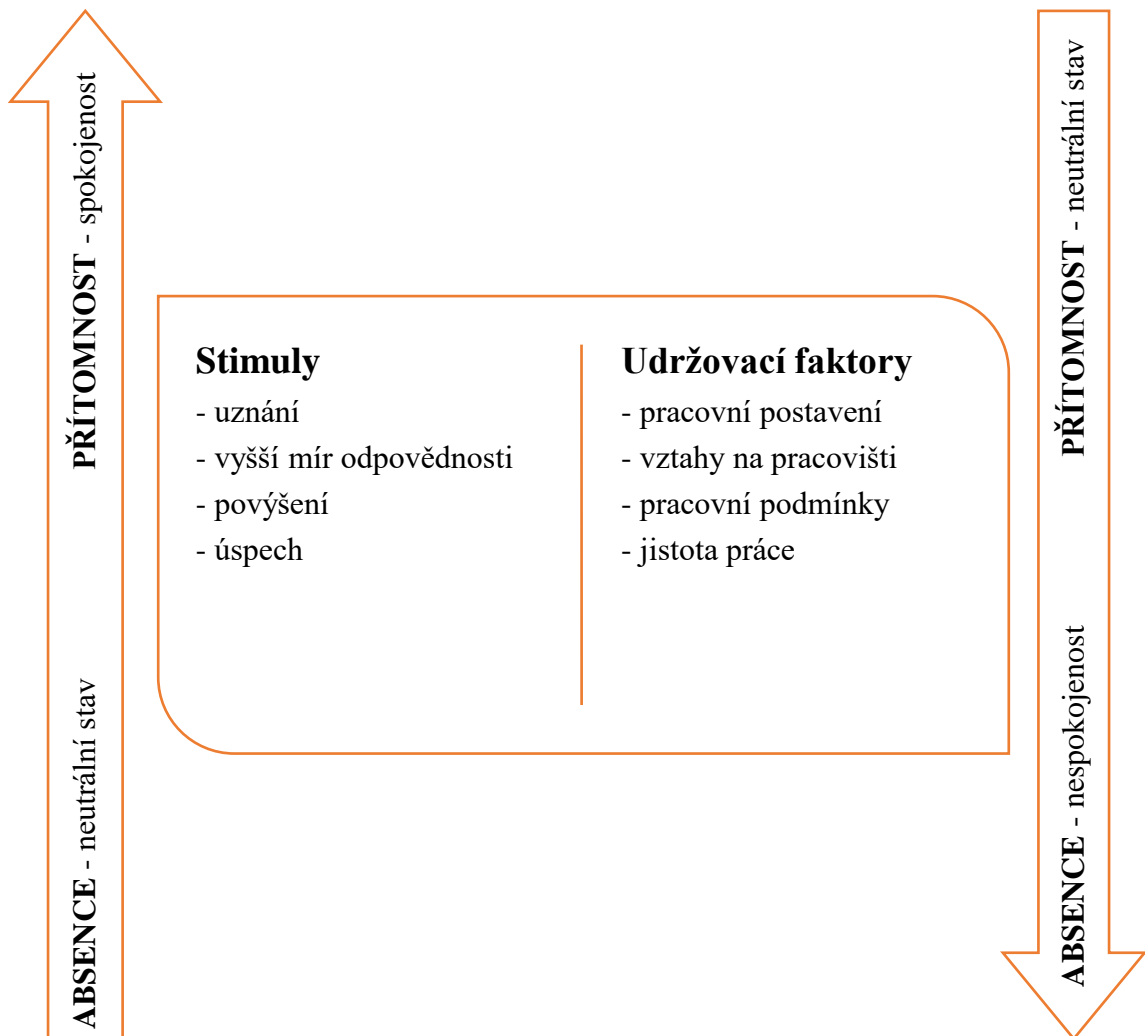 PŘÍTOMNOST - spokojenost
ABSENCE - neutrální stav
Stimuly
- uznání
- vyšší mír odpovědnosti
- povýšení
- úspech
Udržovací faktory
- pracovní postavení
- vztahy na pracovišti
- pracovní podmínky
- jistota práce
PŘÍTOMNOST - neutrální stav
ABSENCE - nespokojenost